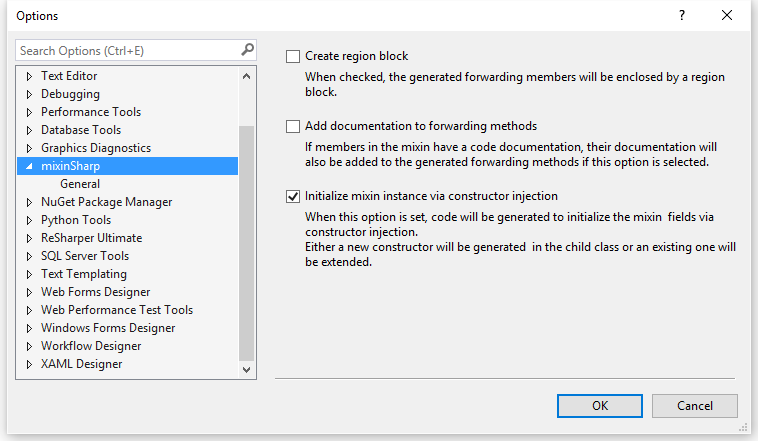 Options
?
Search Options (Ctrl+E)
Text Editor
Debugging
Performance Tools
Database Tools
Graphics Diagnostics
mixinSharp
General
NuGet Package Manager
Python Tools
ReSharper Ultimate
SQL Server Tools
Text Templating
Web Forms Designer
Web Performance Test Tools
Windows Forms Designer
Workflow Designer
XAML Designer
Create region block
When checked, the generated forwarding members will be enclosed by a region
block.
Add documentation to forwarding methods
If members in the mixin have a code documentation, their documentation will
also be added to the generated forwarding methods if this option is selected.
Initialize mixin instance via constructor injection
When this option is set, code will be generated to initialize the mixin  fields via
constructor injection.
Either a new constructor will be generated  in the child class or an existing one will
be extended.
OK
Cancel